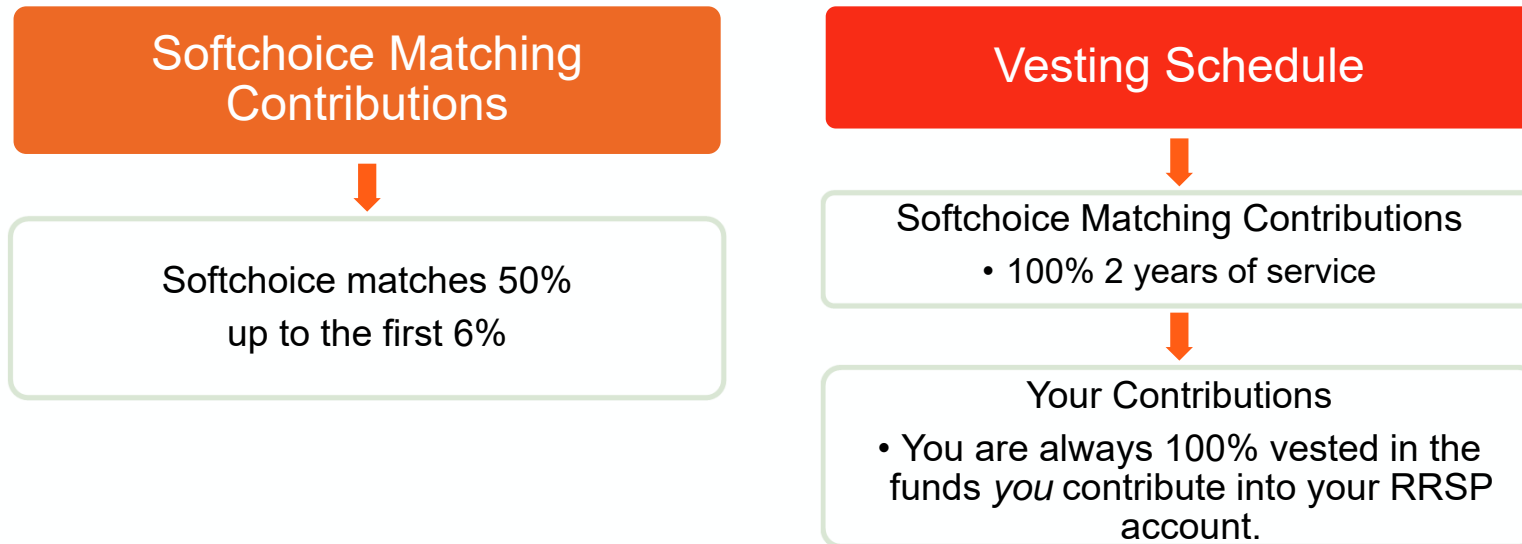 Softchoice Matching
Contributions
Softchoice matches 50%
up to the first 6%
Vesting Schedule
Softchoice Matching Contributions
• 100% 2 years of service
Your Contributions
• You are always 100% vested in the
funds you contribute into your RRSP
account.